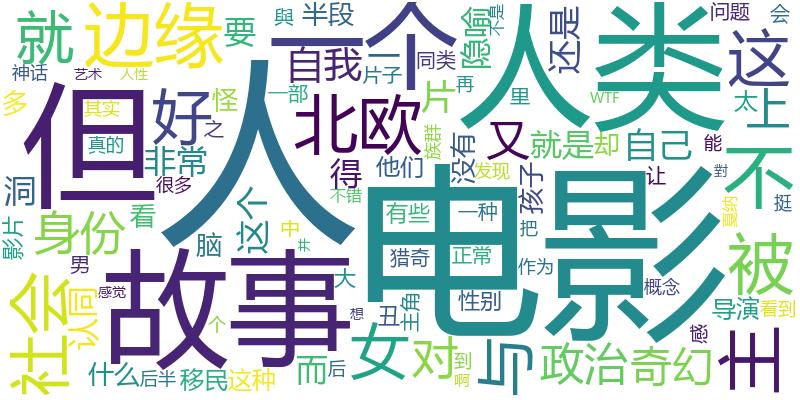 问题
会
半段
與
不是
就
边缘
要
一个
隐喻
还是
人类
这
神话
艺术
人性
自我
片子
同类
多
其实
好
怪
一部
片
再
里
WTF
太
上
但
人
北欧
之
真的
非常
又
就是
却
自己
能
不
洞
很多
得
他们
族群
没有
发现
孩子
让
對
不错
影片
身份
看
这个
脑
中
井
有些
一种
把
电影
戛纳
挺
被
男
故事
大
猎奇
正常
作为
概念
社会
认同
感觉
个
想
丑
主角
性别
导演
看到
感
主
什么
后半
移民
这种
而
后
女
对
到
啊
与
政治
奇幻